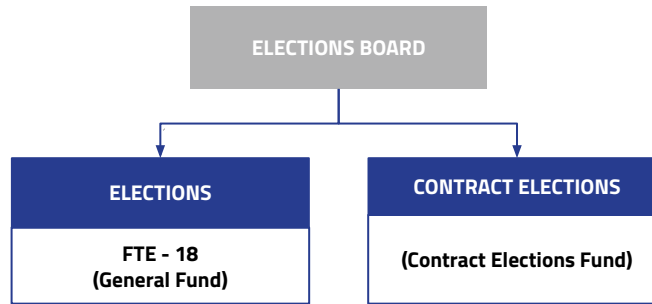 ELECTIONS BOARD
ELECTIONS
CONTRACT ELECTIONS
FTE - 18
(General Fund)
(Contract Elections Fund)